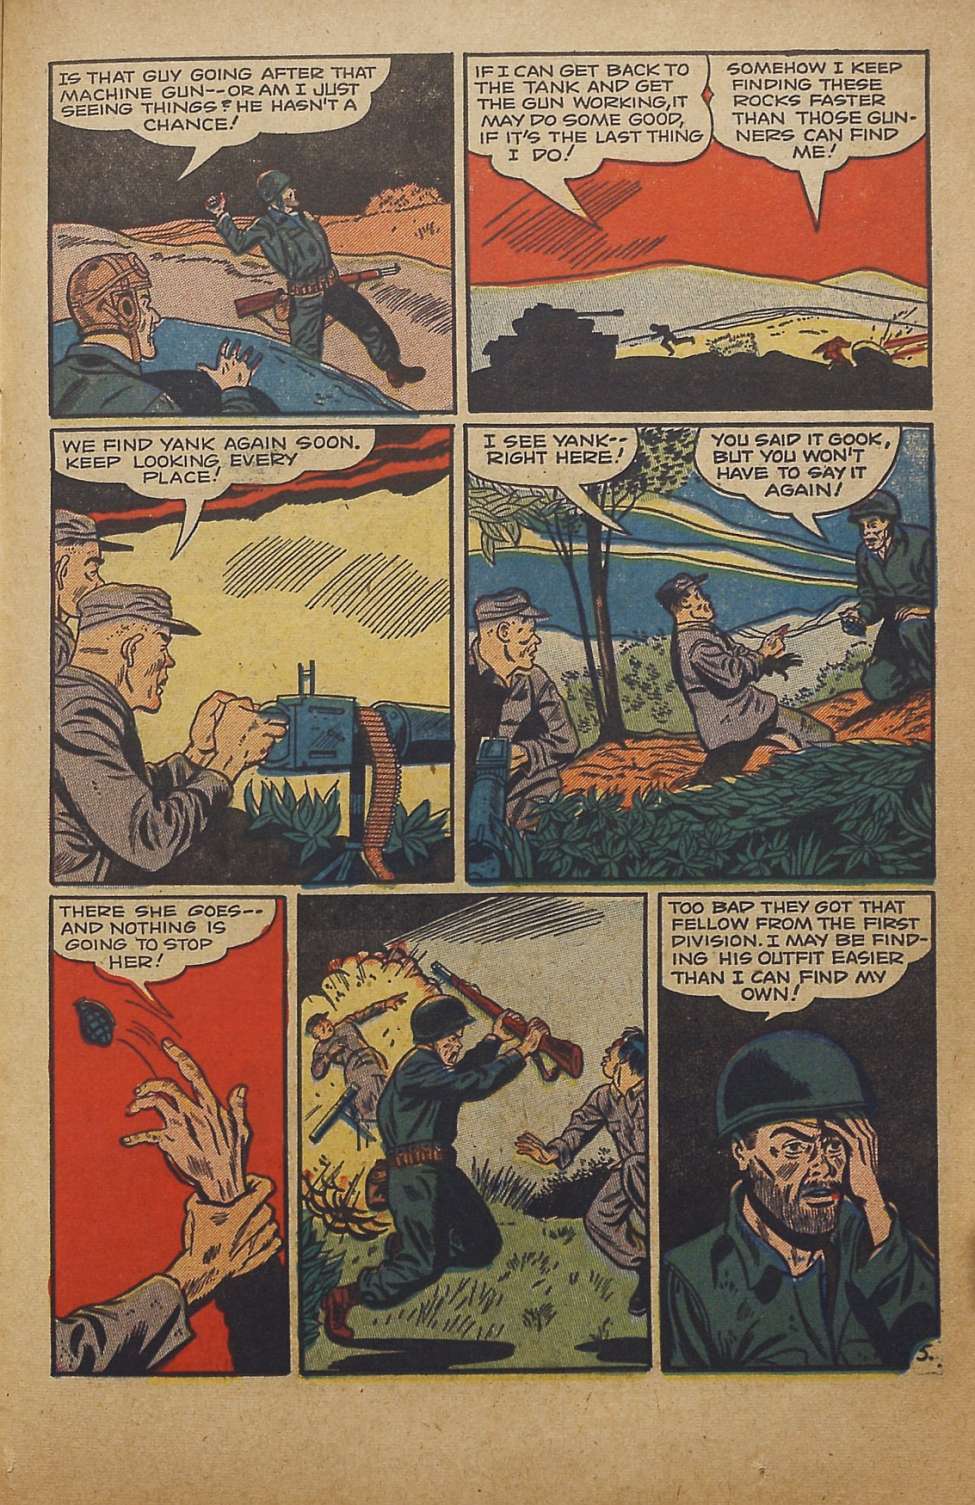 IS THAT GUY GOING AFTER THAT
MACHINE GUN--OR AM I JUST
SEEING THINGS? HE HASN'T A
CHANCE!
IF I CAN GET BACK TO
THE TANK AND GET
THE GUN WORKING, IT
MAY DO SOME GOOD,
IF IT'S THE LAST THING
I DO!
SOMEHOW I KEEP
FINDING THESE
ROCKS FASTER
THAN THOSE GUN-
NERS CAN FIND
ME!
WE FIND YANK AGAIN SOON.
KEEP LOOKING EVERY
PLACE!
I SEE YANK--
RIGHT HERE!
YOU SAID IT GOOK,
BUT YOU WON'T
HAVE TO SAY IT
AGAIN!
THERE SHE GOES--
AND NOTHING IS
GOING TO STOP
HER!
TOO BAD THEY GOT THAT
FELLOW FROM THE FIRST
DIVISION. I MAY BE FIND-
ING HIS OUTFIT EASIER
THAN I CAN FIND MY
OWN!
5.